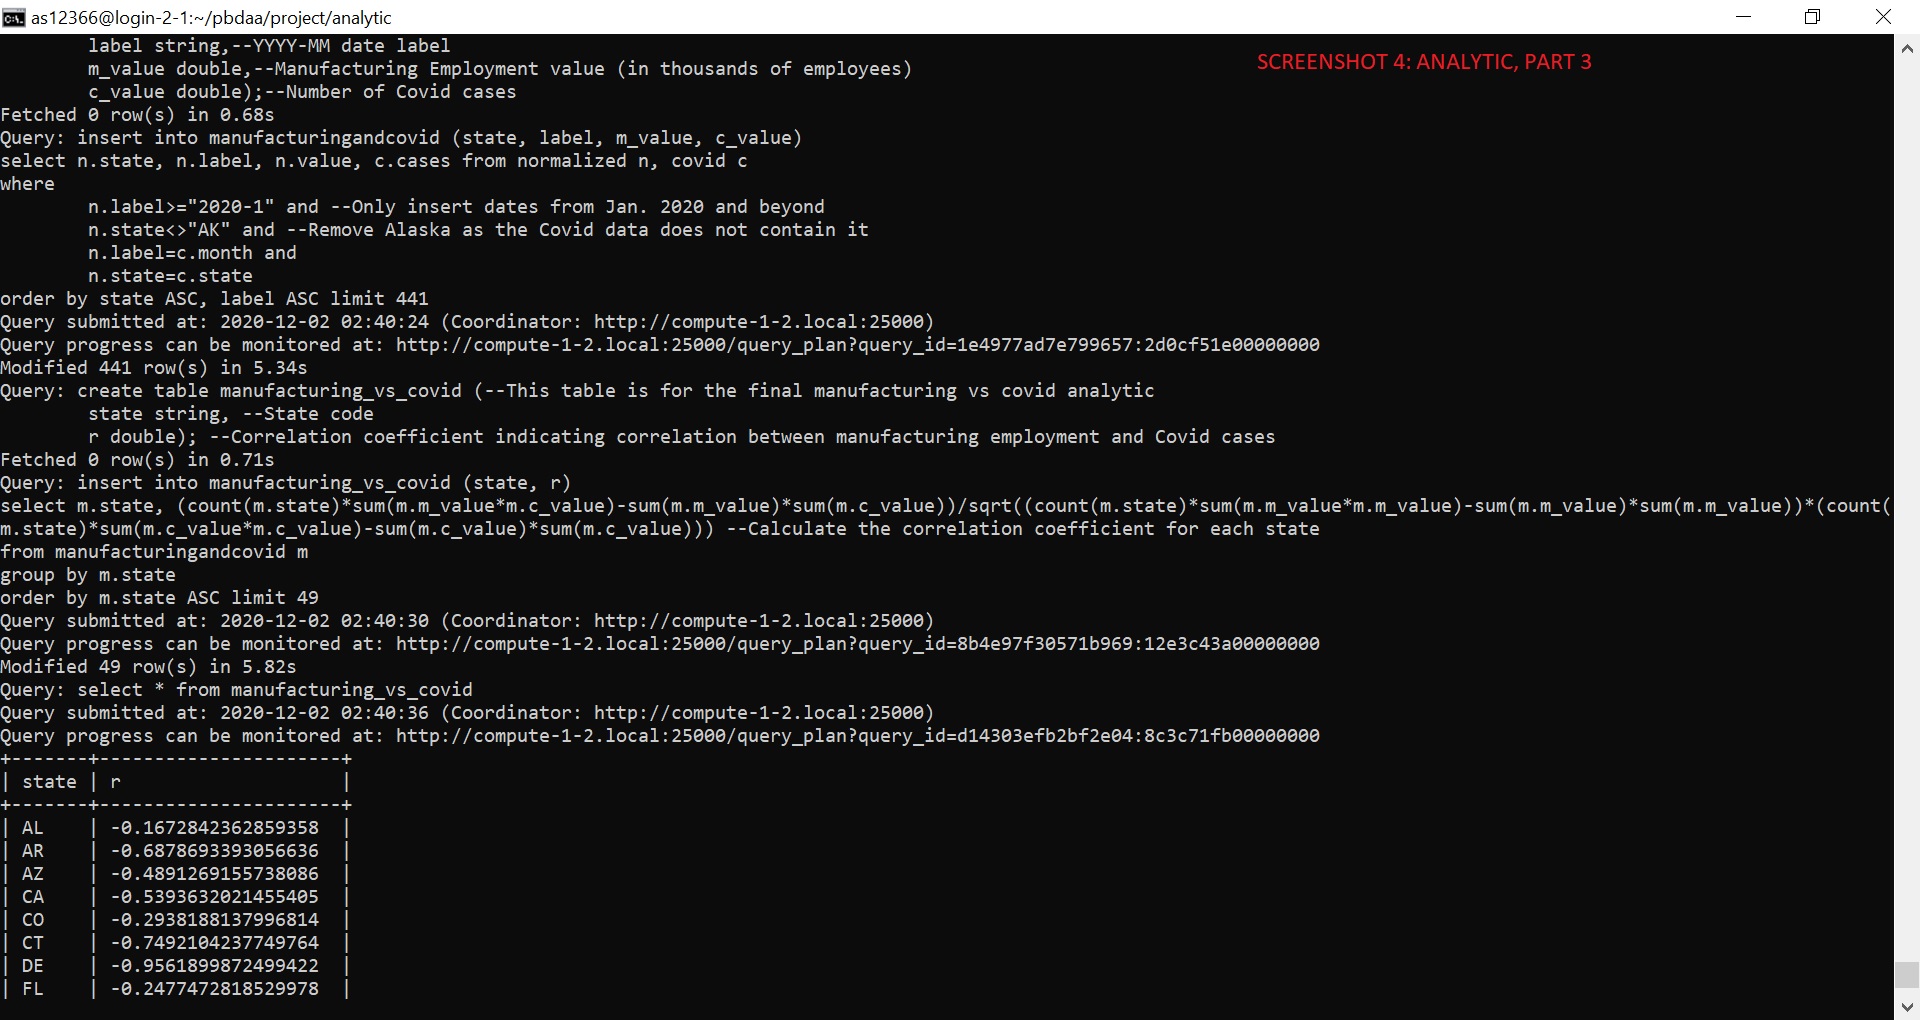 as12366@login-2-1:~/pbdaa/project/analytic
SCREENSHOT 4: ANALYTIC, PART 3
        label string,--YYYY-MM date label
        m_value double,--Manufacturing Employment value (in thousands of employees)
        c_value double);--Number of Covid cases
Fetched 0 row(s) in 0.68s
Query: insert into manufacturingandcovid (state, label, m_value, c_value)
select n.state, n.label, n.value, c.cases from normalized n, covid c
where
        n.label>="2020-1" and --Only insert dates from Jan. 2020 and beyond
        n.state<>"AK" and --Remove Alaska as the Covid data does not contain it
        n.label=c.month and
        n.state=c.state
order by state ASC, label ASC limit 441
Query submitted at: 2020-12-02 02:40:24 (Coordinator: http://compute-1-2.local:25000)
Query progress can be monitored at: http://compute-1-2.local:25000/query_plan?query_id=1e4977ad7e799657:2d0cf51e00000000
Modified 441 row(s) in 5.34s
Query: create table manufacturing_vs_covid (--This table is for the final manufacturing vs covid analytic
        state string, --State code
        r double); --Correlation coefficient indicating correlation between manufacturing employment and Covid cases
Fetched 0 row(s) in 0.71s
Query: insert into manufacturing_vs_covid (state, r)
select m.state, (count(m.state)*sum(m.m_value*m.c_value)-sum(m.m_value)*sum(m.c_value))/sqrt((count(m.state)*sum(m.m_value*m.m_value)-sum(m.m_value)*sum(m.m_value))*(count(
m.state)*sum(m.c_value*m.c_value)-sum(m.c_value)*sum(m.c_value))) --Calculate the correlation coefficient for each state
from manufacturingandcovid m
group by m.state
order by m.state ASC limit 49
Query submitted at: 2020-12-02 02:40:30 (Coordinator: http://compute-1-2.local:25000)
Query progress can be monitored at: http://compute-1-2.local:25000/query_plan?query_id=8b4e97f30571b969:12e3c43a00000000
Modified 49 row(s) in 5.82s
Query: select * from manufacturing_vs_covid
Query submitted at: 2020-12-02 02:40:36 (Coordinator: http://compute-1-2.local:25000)
Query progress can be monitored at: http://compute-1-2.local:25000/query_plan?query_id=d14303efb2bf2e04:8c3c71fb00000000
+-------+----------------------+
| state | r                    |
+-------+----------------------+
| AL    | -0.1672842362859358  |
| AR    | -0.6878693393056636  |
| AZ    | -0.4891269155738086  |
| CA    | -0.5393632021455405  |
| CO    | -0.2938188137996814  |
| CT    | -0.7492104237749764  |
| DE    | -0.9561899872499422  |
| FL    | -0.2477472818529978  |